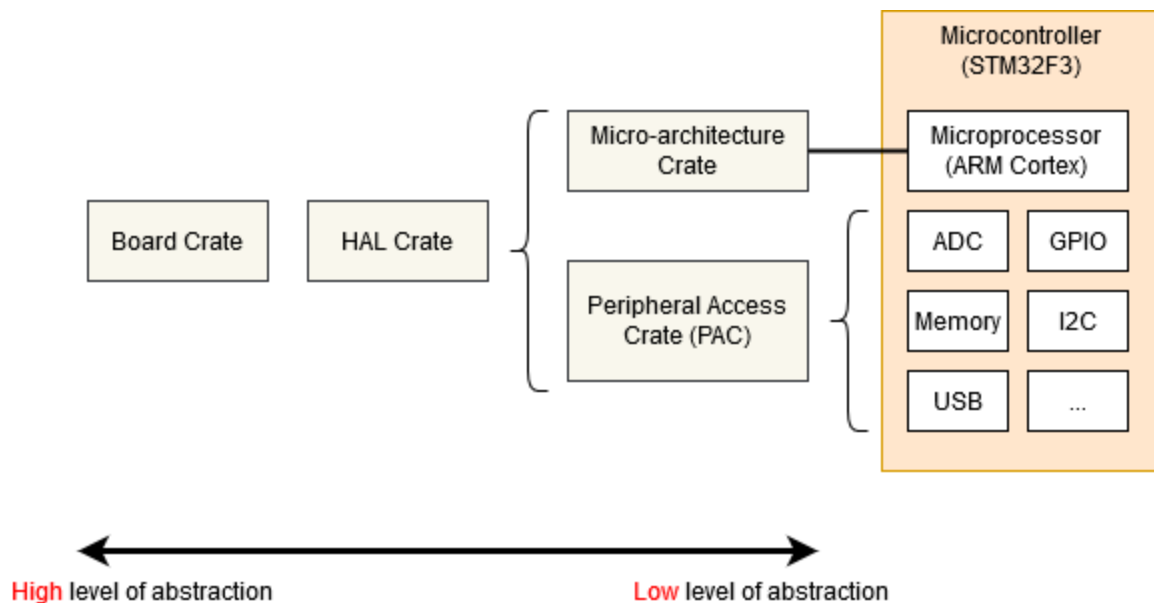 Microcontroller
(STM32F3)
Micro-architecture
Crate
Microprocessor
(ARM Cortex)
Board Crate
HAL Crate
ADC
GPIO
Peripheral Access
Crate (PAC)
Memory
I2C
USB
...
High level of abstraction
Low level of abstraction